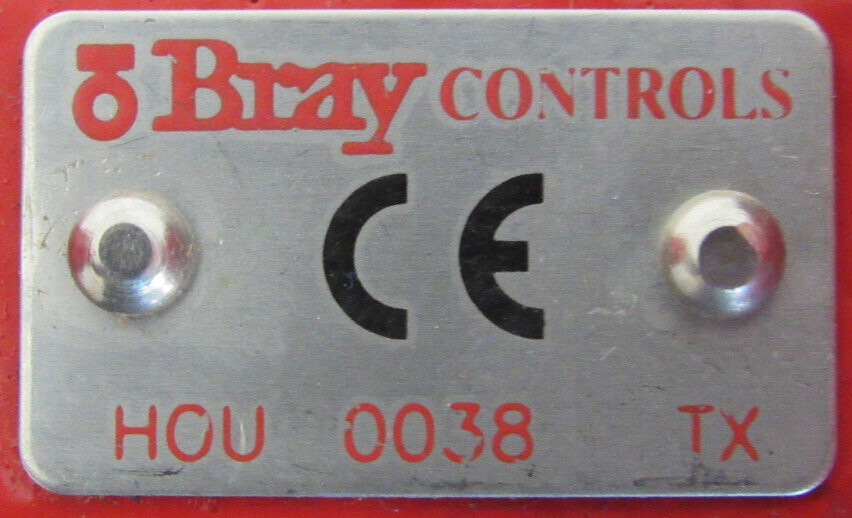 Bray CONTROLS
CE
HOU 0038 TX